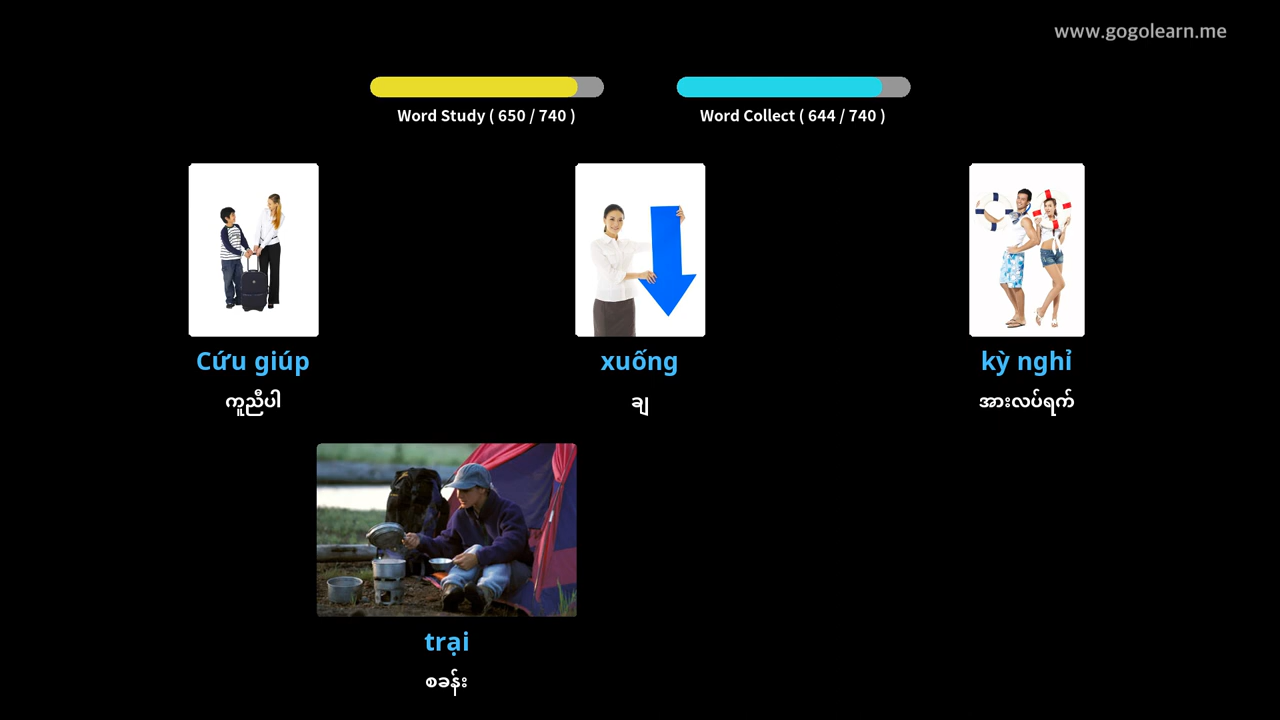 www.gogolearn.me
Word Study ( 650 / 740 )
Word Collect ( 644 / 740 )
Cứu giúp
xuống
kỳ nghỉ
ကူညီပါ
ချ
အားလပ်ရက်
trại
စခန်း